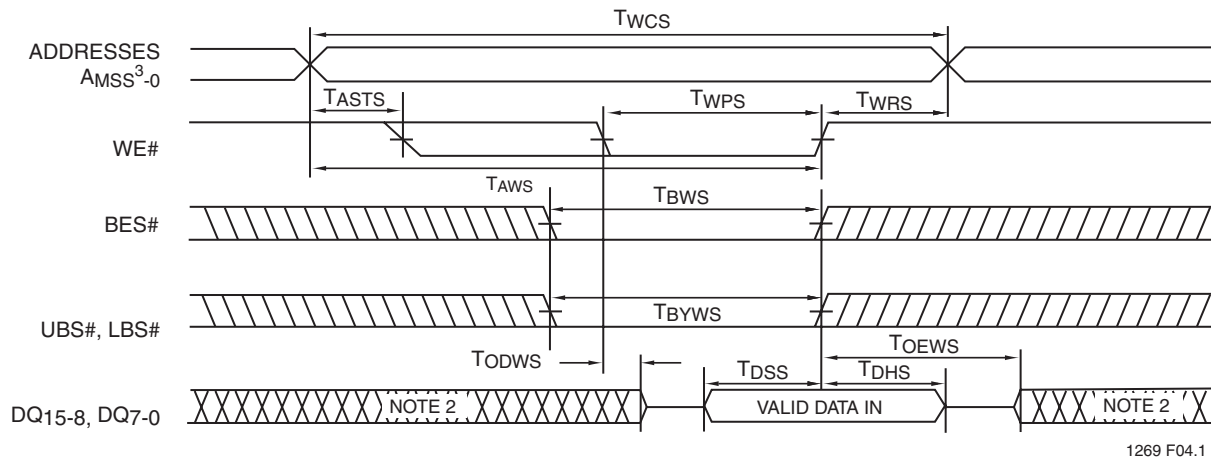 TWCS
ADDRESSES
AMSS3-0
TASTS
TWPS
TWRS
WE#
TAWS
TBWS
BES#
TBYWS
UBS#, LBS#
TODWS
TOEWS
TDSS
TDHS
DQ15-8, DQ7-0
NOTE 2
VALID DATA IN
NOTE 2
1269 F04.1